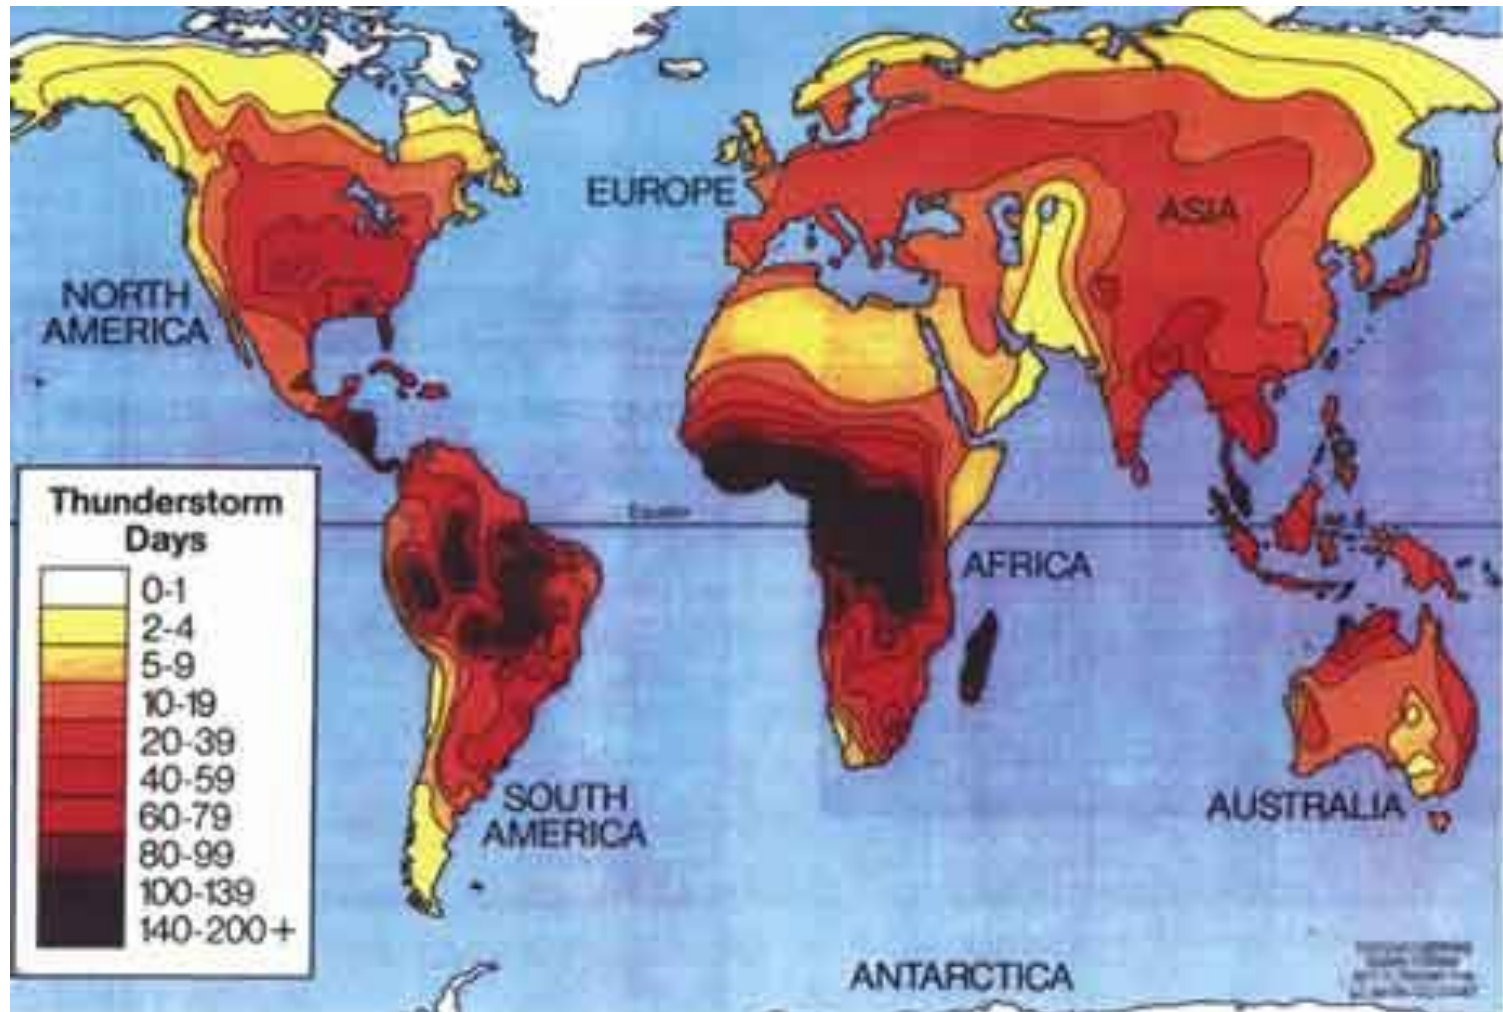 EUROPE
ASIA
NORTH
AMERICA
Thunderstorm
Days
0-1
2-4
5-9
10-19
20-39
40-59
60-79
80-99
100-139
140-200+
Equator
AFRICA
SOUTH
AMERICA
AUSTRALIA
ANTARCTICA